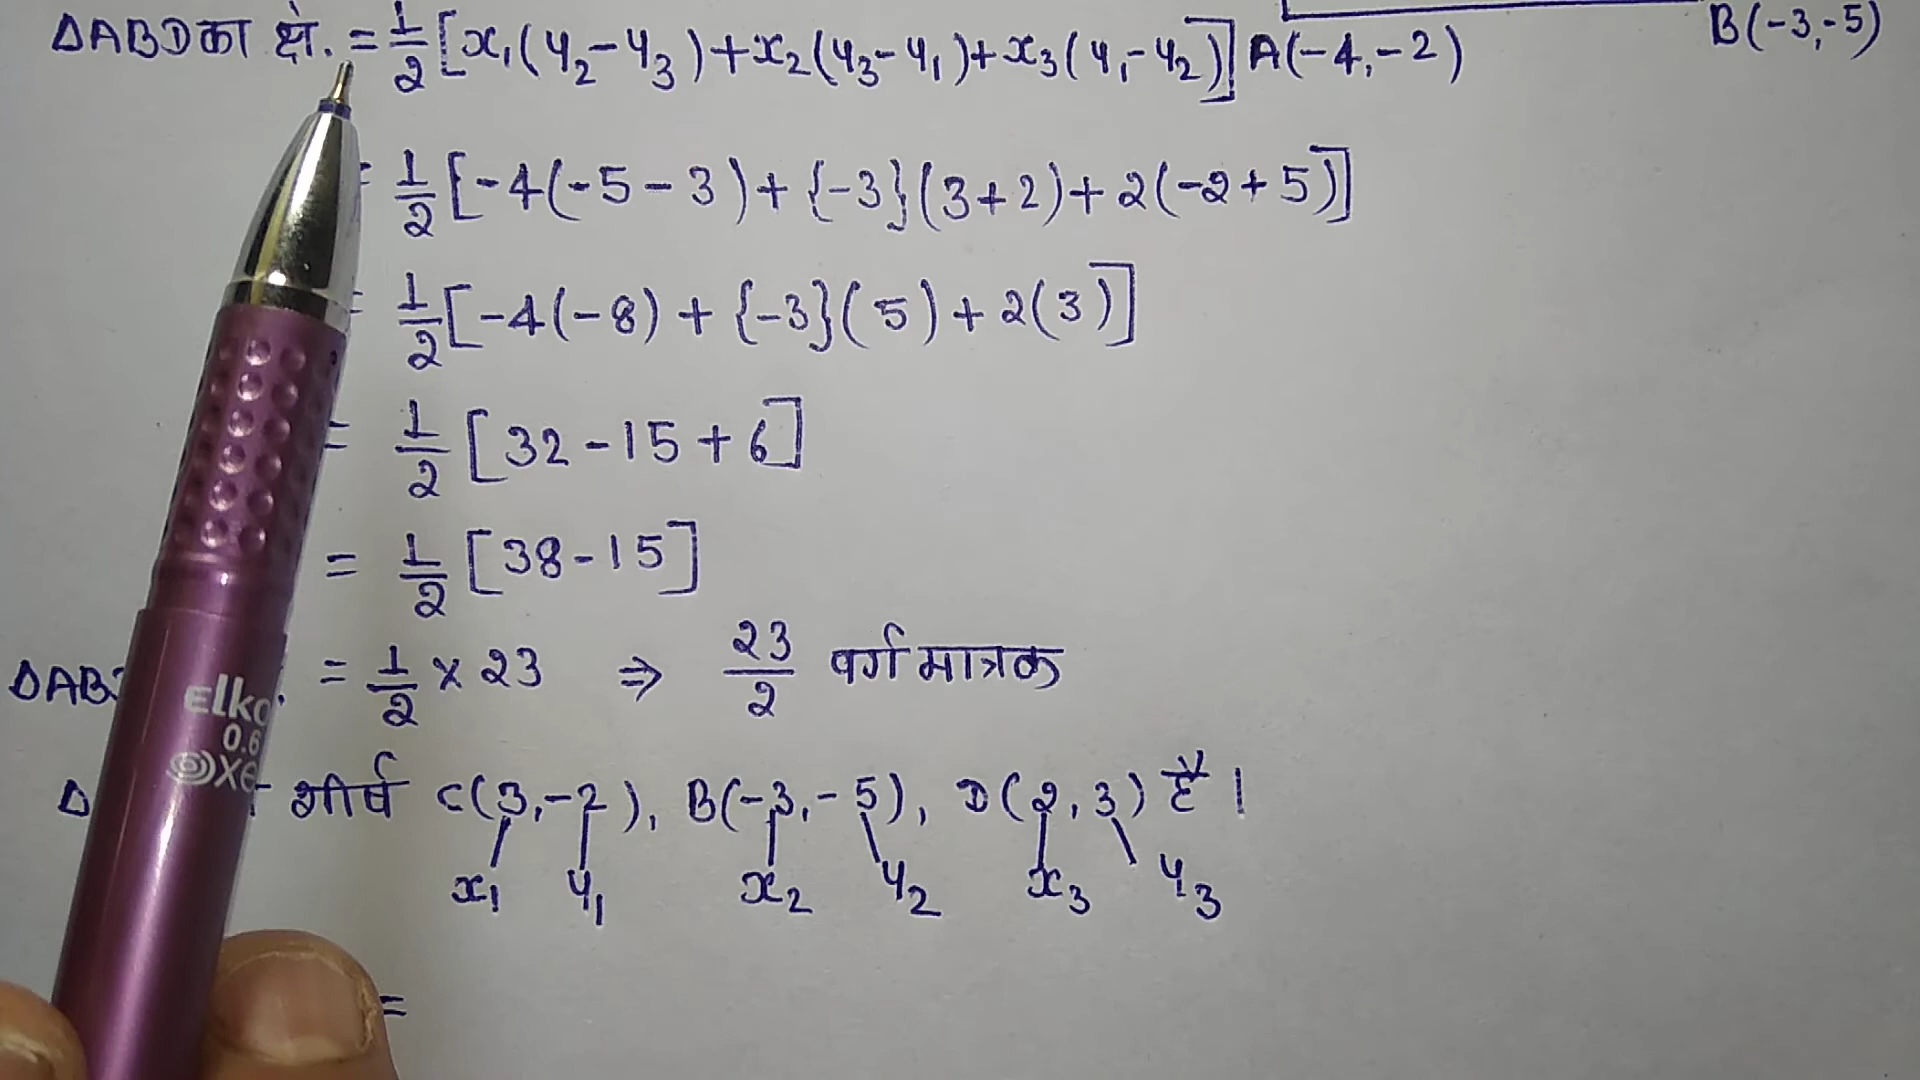 ΔABD का क्षे. = 1/2 [x₁(y₂-y₃)+x₂(y₃-y₁)+x₃(y₁-y₂)] A(-4,-2) B(-3,-5)
= 1/2 [-4(-5-3)+{-3}(3+2)+2(-2+5)]
= 1/2 [-4(-8)+{-3}(5)+2(3)]
= 1/2 [32-15+6]
= 1/2 [38-15]
ΔAB = 1/2 × 23 ⇒ 23/2 वर्ग मात्रक
Δ शीर्ष C(3,-2), B(-3,-5), D(2,3) है।
x₁ y₁ x₂ y₂ x₃ y₃
=
Elko
0.6